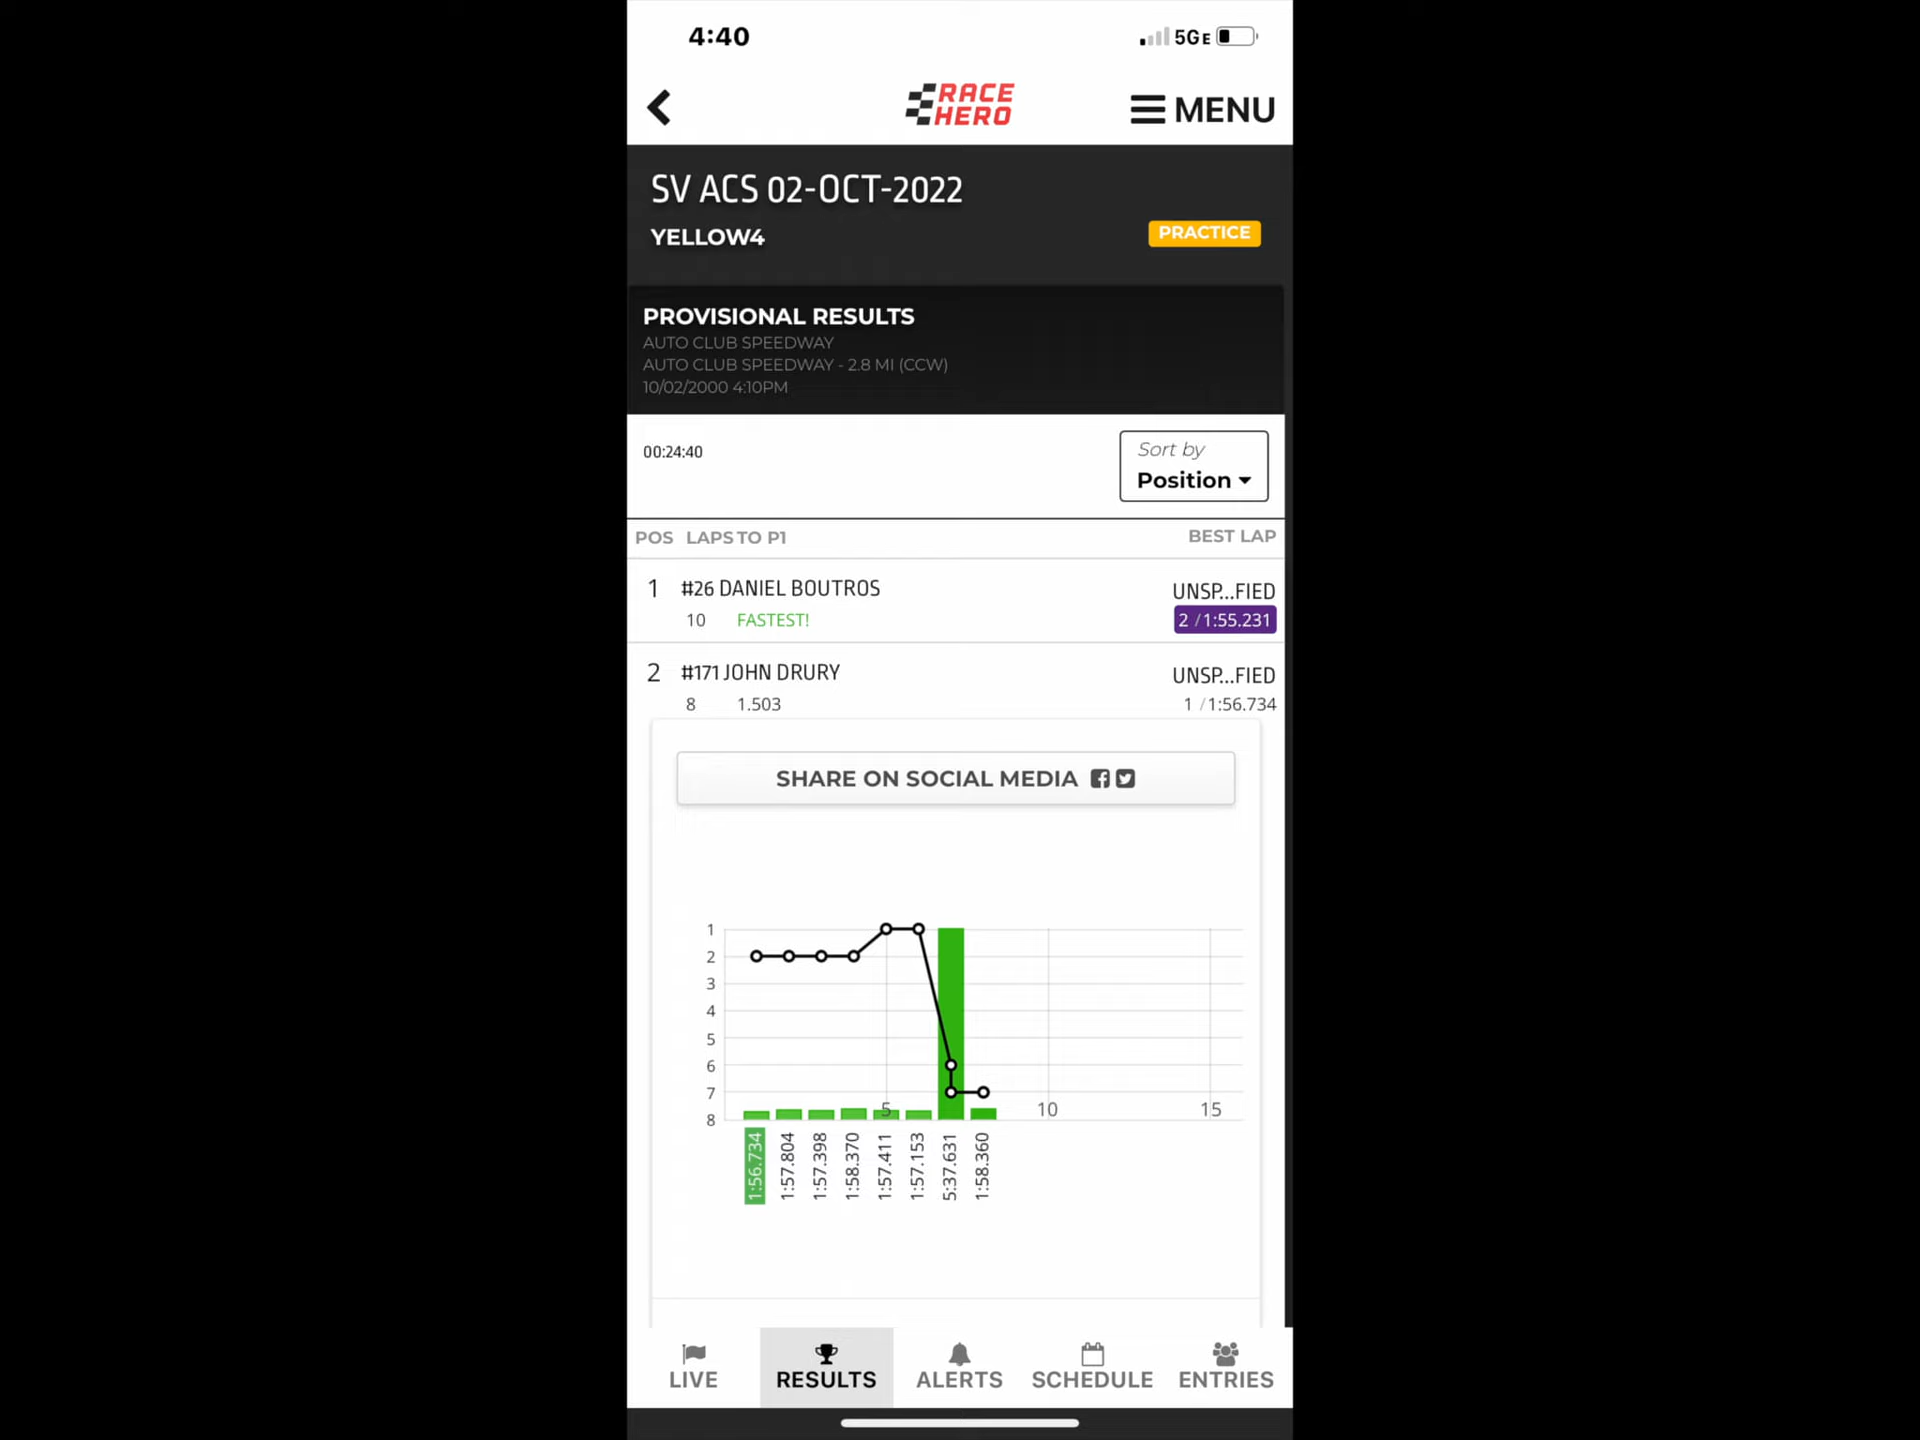 4:40
5GE
RACE
HERO
MENU
SV ACS 02-OCT-2022
YELLOW4
PRACTICE
PROVISIONAL RESULTS
AUTO CLUB SPEEDWAY
AUTO CLUB SPEEDWAY - 2.8 MI (CCW)
10/02/2000 4:10PM
00:24:40
Sort by
Position
POS LAPS TO P1 BEST LAP
1 #26 DANIEL BOUTROS UNSP...FIED
10 FASTEST! 2 / 1:55.231
2 #171 JOHN DRURY UNSP...FIED
8 1.503 1 / 1:56.734
SHARE ON SOCIAL MEDIA
1
2
3
4
5
6
7
8
5 10 15
1:56.734
1:57.804
1:57.398
1:58.370
1:57.411
1:57.153
5:37.631
1:58.360
LIVE RESULTS ALERTS SCHEDULE ENTRIES